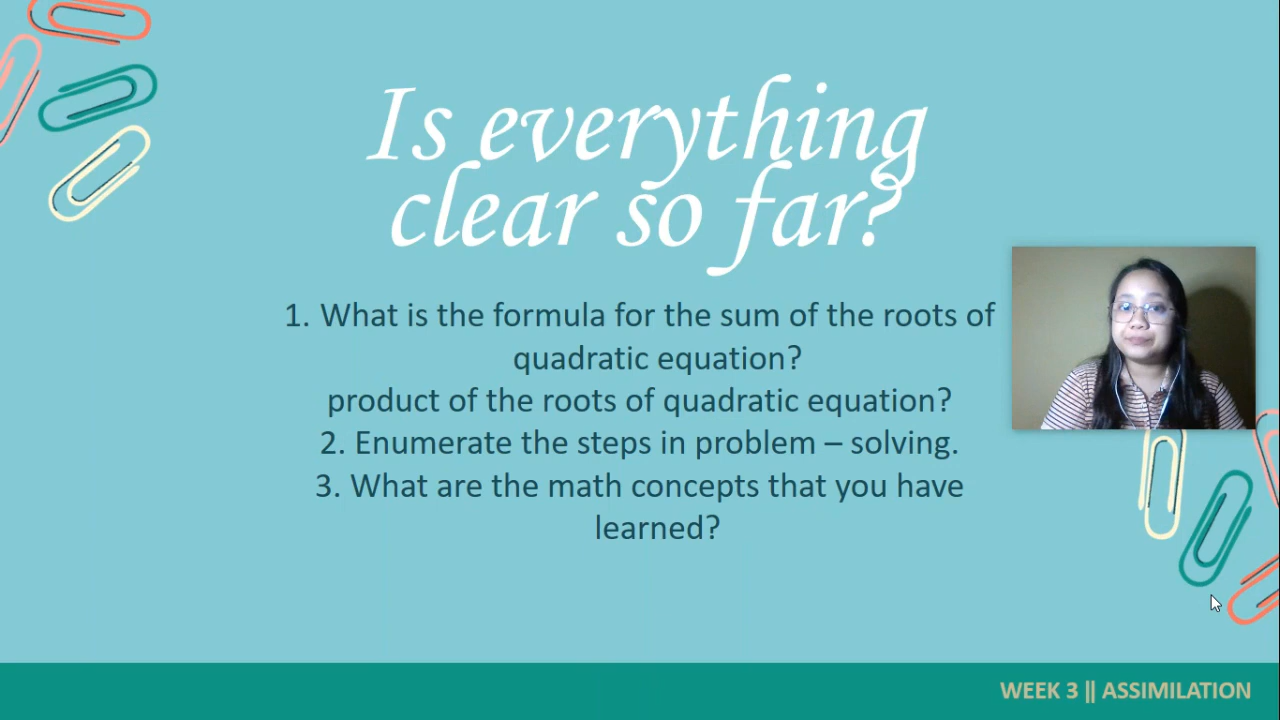 Is everything
clear so far?
1. What is the formula for the sum of the roots of
quadratic equation?
product of the roots of quadratic equation?
2. Enumerate the steps in problem – solving.
3. What are the math concepts that you have
learned?
WEEK 3 || ASSIMILATION